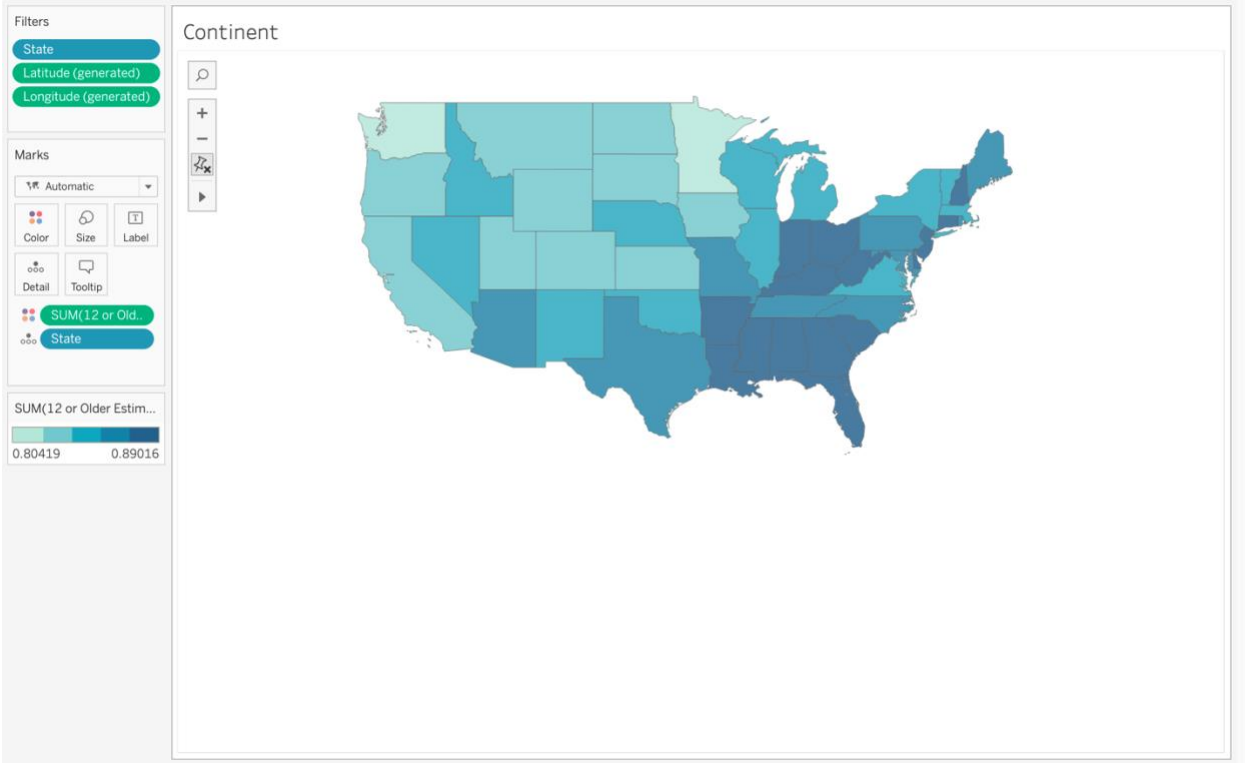 Filters
State
Latitude (generated)
Longitude (generated)
Marks
Automatic
Color
Size
T
Label
Detail
Tooltip
SUM(12 or Old..
State
SUM(12 or Older Estim...
0.80419 0.89016
Continent